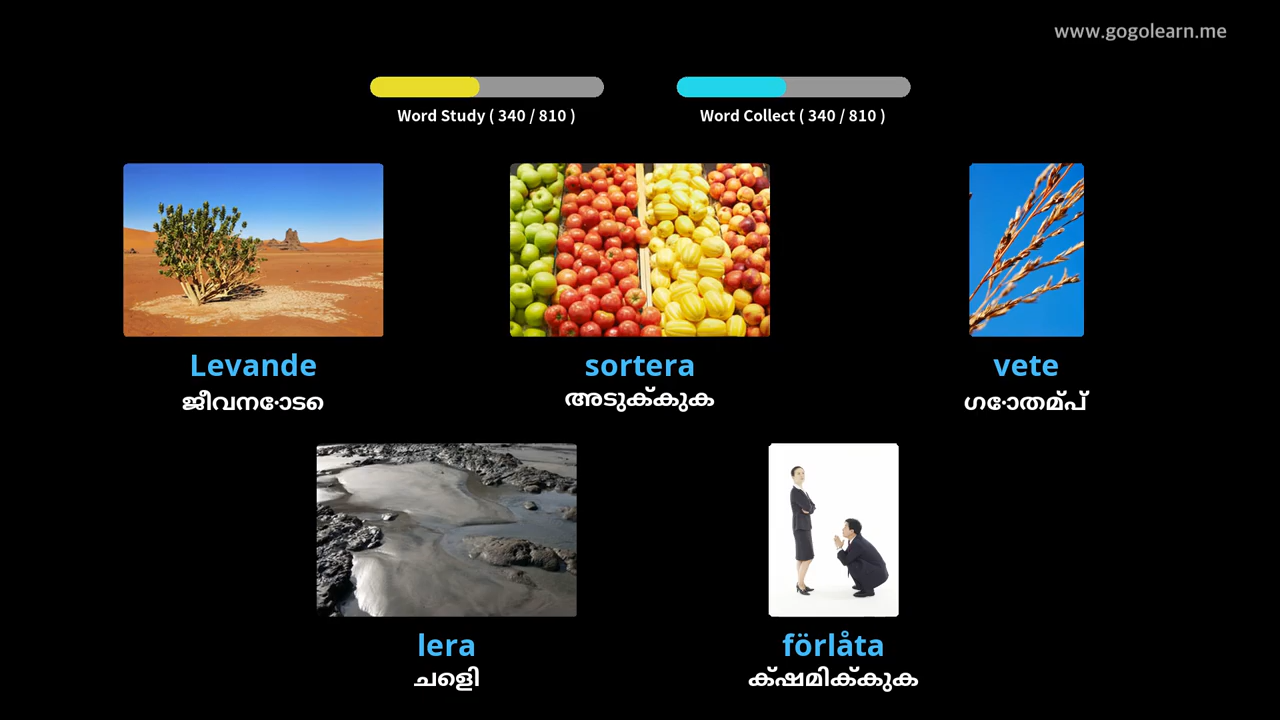 www.gogolearn.me
Word Study ( 340 / 810 )
Word Collect ( 340 / 810 )
Levande
ജീവനോടെ
sortera
അടുക്കുക
vete
ഗോതമ്പ്
lera
ചളി
förlåta
ക്ഷമിക്കുക